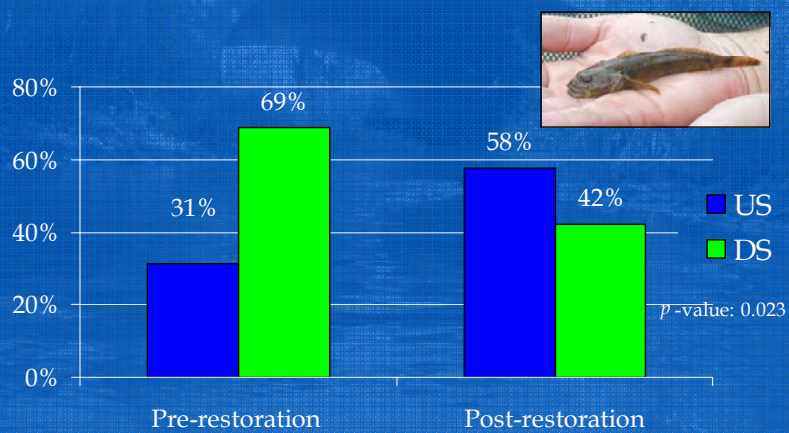 80%
69%
60%
58%
31%
42%
40%
US
DS
20%
p-value: 0.023
0%
Pre-restoration
Post-restoration